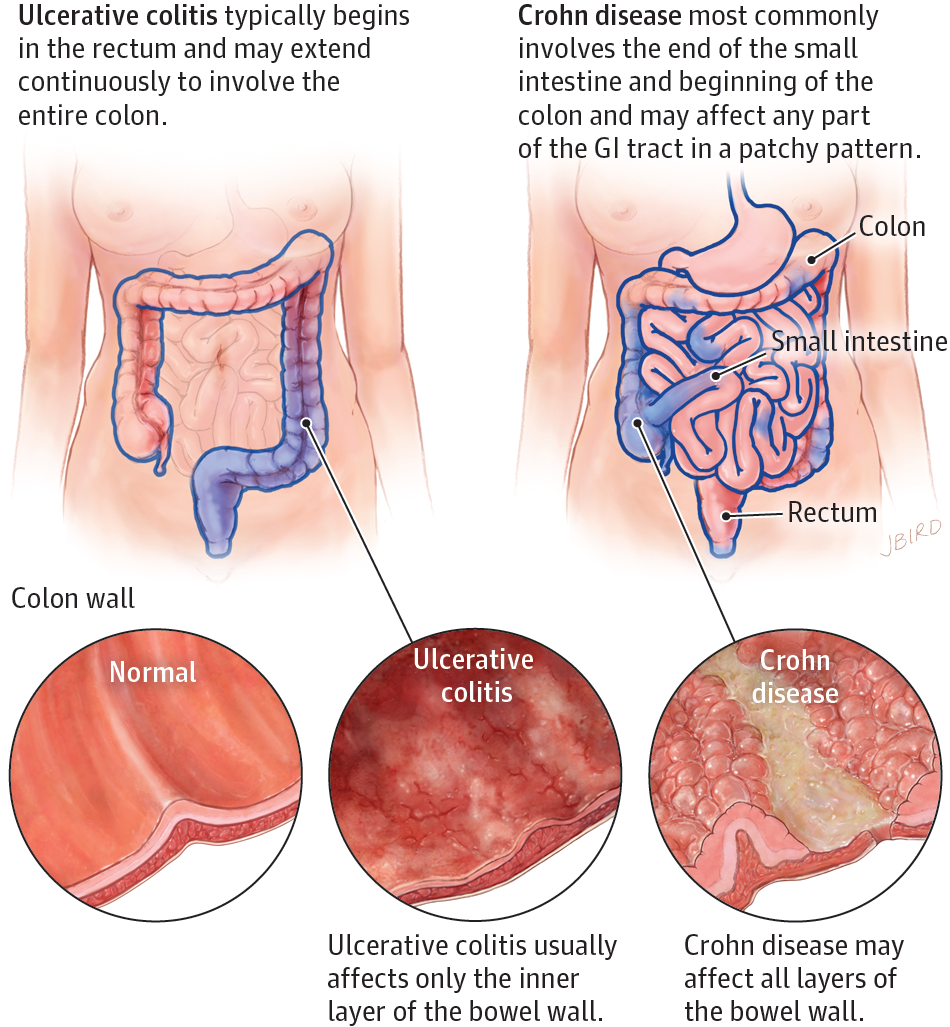 Ulcerative colitis typically begins
in the rectum and may extend
continuously to involve the
entire colon.
Crohn disease most commonly
involves the end of the small
intestine and beginning of the
colon and may affect any part
of the GI tract in a patchy pattern.
Colon
Small intestine
Rectum
JBIRD
Colon wall
Normal
Ulcerative
colitis
Crohn
disease
Ulcerative colitis usually
affects only the inner
layer of the bowel wall.
Crohn disease may
affect all layers of
the bowel wall.